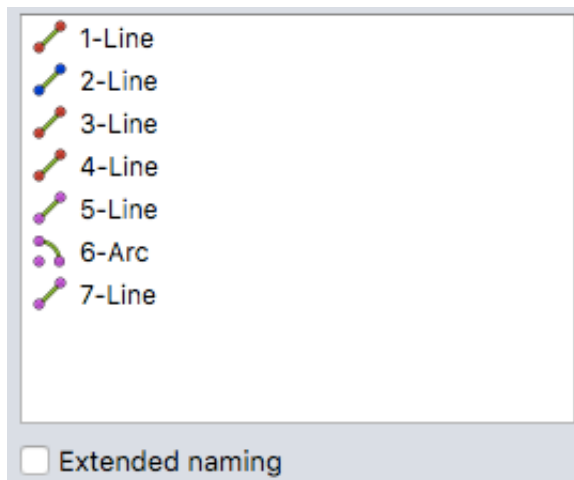 1-Line
2-Line
3-Line
4-Line
5-Line
6-Arc
7-Line
Extended naming